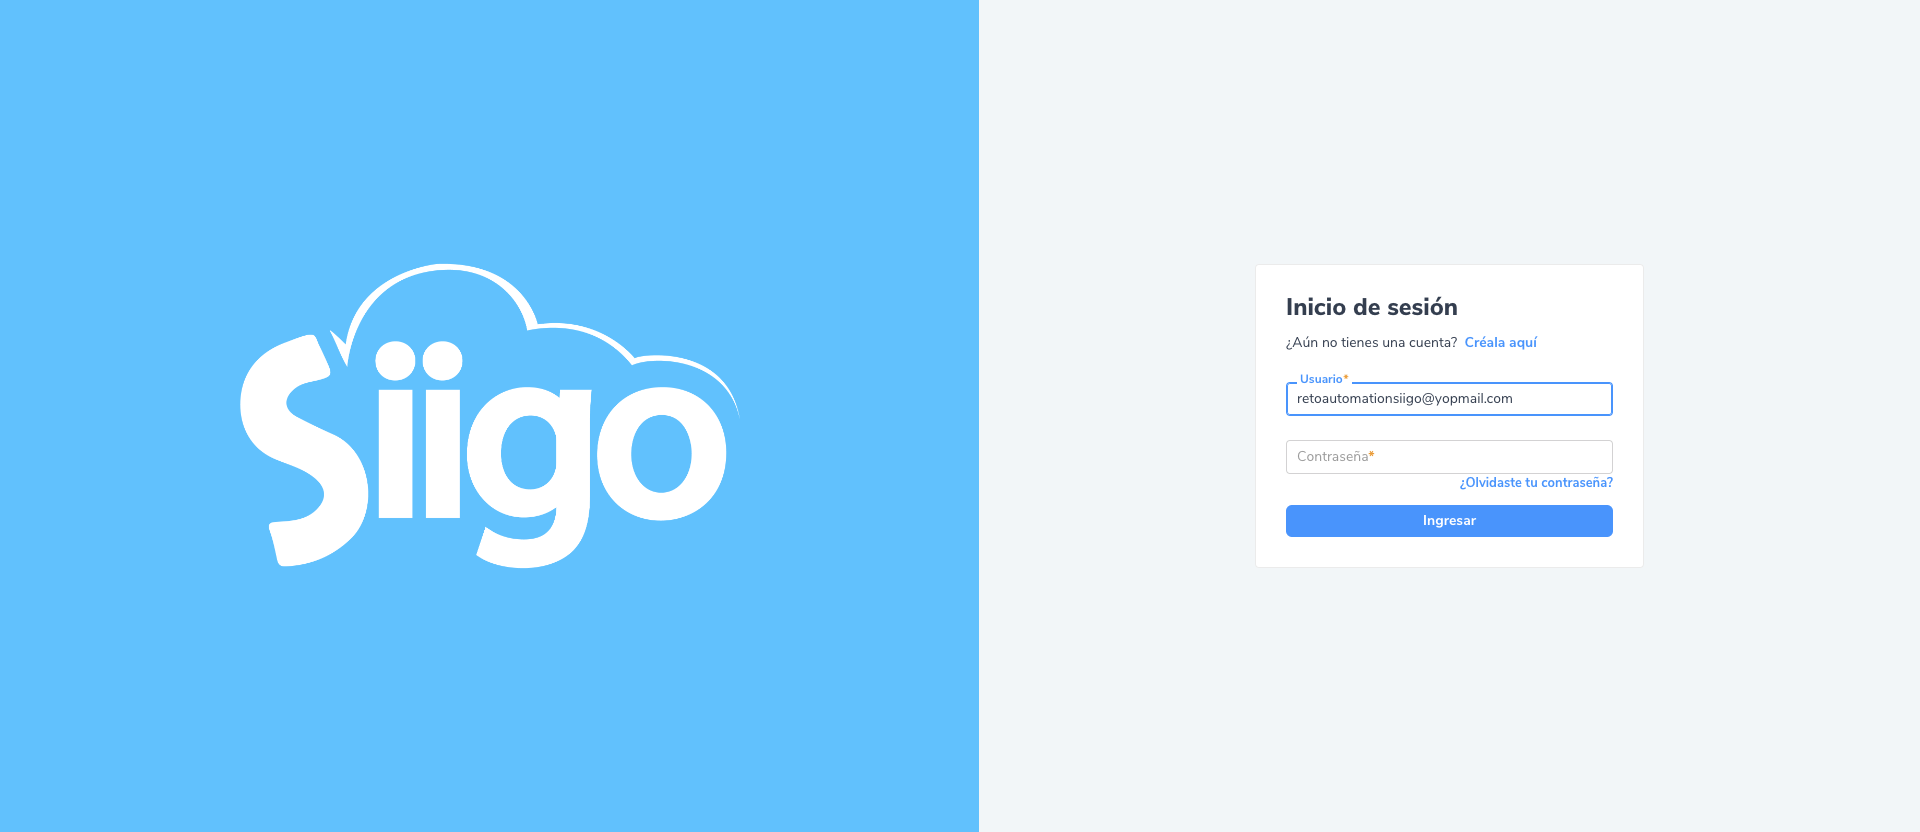 Siigo
Inicio de sesión
¿Aún no tienes una cuenta? Créala aquí
Usuario*
retoautomationsiigo@yopmail.com
Contraseña*
¿Olvidaste tu contraseña?
Ingresar